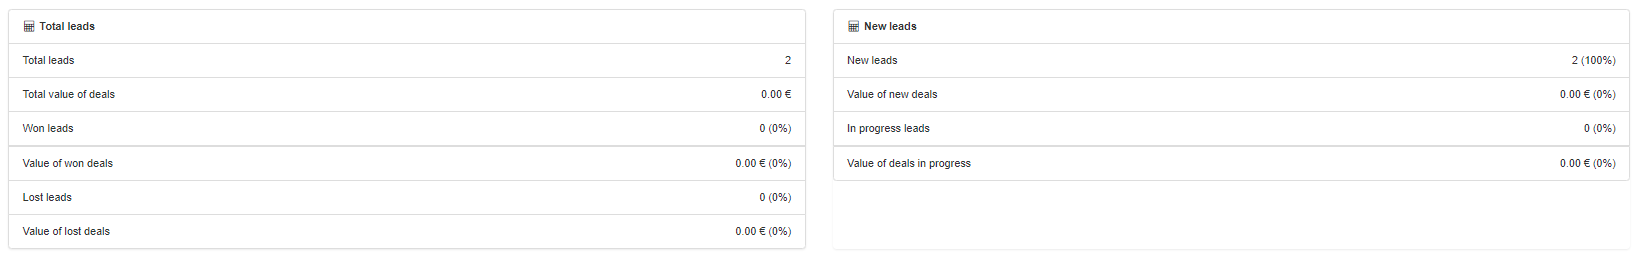 Total leads
Total leads 2
Total value of deals 0.00 €
Won leads 0 (0%)
Value of won deals 0.00 € (0%)
Lost leads 0 (0%)
Value of lost deals 0.00 € (0%)
New leads
New leads 2 (100%)
Value of new deals 0.00 € (0%)
In progress leads 0 (0%)
Value of deals in progress 0.00 € (0%)